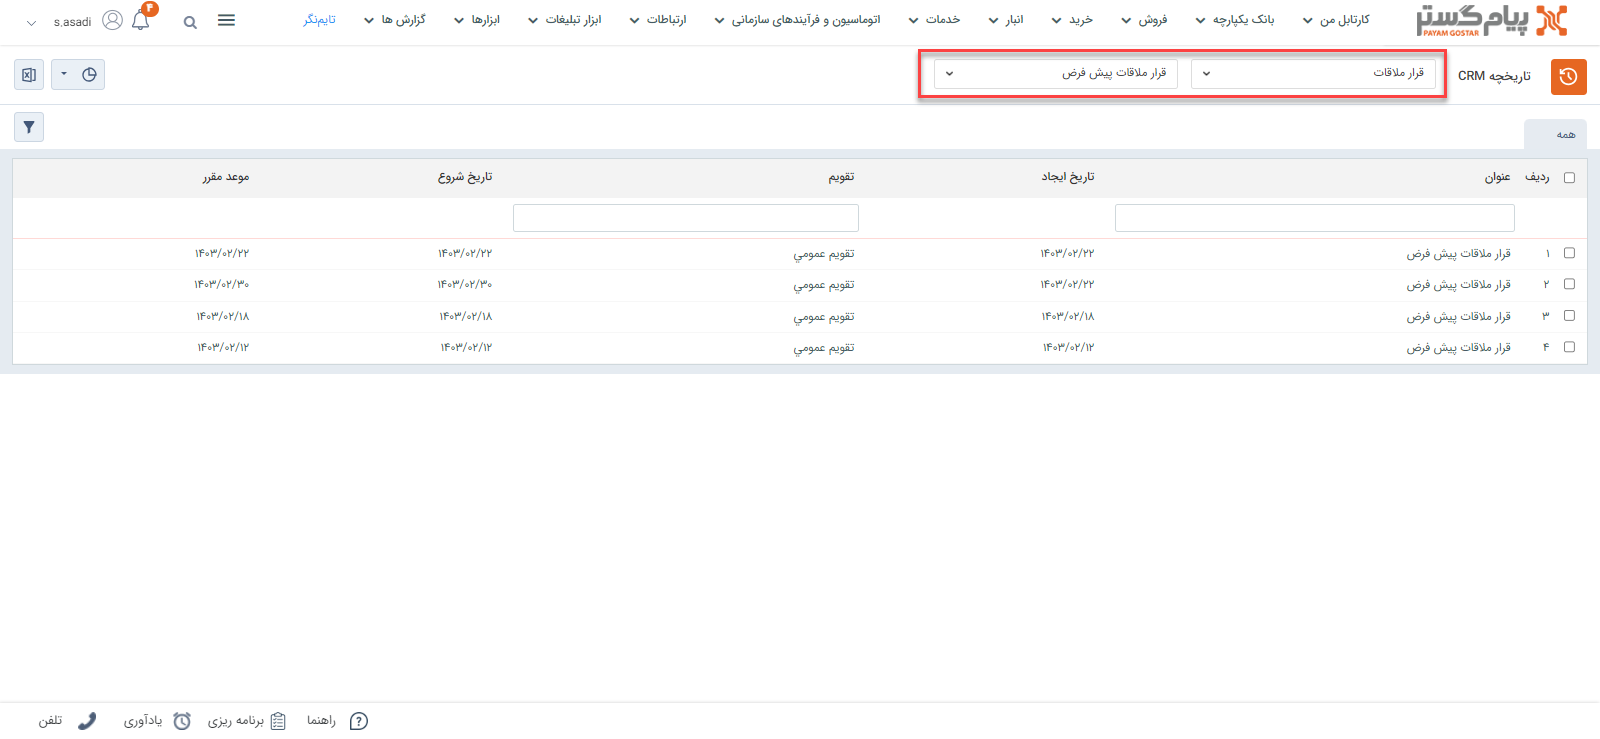 پیام گستر
PAYAM GOSTAR
کارتابل من بانک یکپارچه فروش خرید انبار خدمات اتوماسیون و فرآیندهای سازمانی ارتباطات ابزار تبلیغات ابزارها گزارش ها تایم‌نگر ۴ s.asadi
تاریخچه CRM قرار ملاقات قرار ملاقات پیش فرض
همه
ردیف عنوان تاریخ ایجاد تقویم تاریخ شروع موعد مقرر
۱ قرار ملاقات پیش فرض ۱۴۰۳/۰۲/۲۲ تقویم عمومي ۱۴۰۳/۰۲/۲۲ ۱۴۰۳/۰۲/۲۲
۲ قرار ملاقات پیش فرض ۱۴۰۳/۰۲/۲۲ تقویم عمومي ۱۴۰۳/۰۲/۳۰ ۱۴۰۳/۰۲/۳۰
۳ قرار ملاقات پیش فرض ۱۴۰۳/۰۲/۱۸ تقویم عمومي ۱۴۰۳/۰۲/۱۸ ۱۴۰۳/۰۲/۱۸
۴ قرار ملاقات پیش فرض ۱۴۰۳/۰۲/۱۲ تقویم عمومي ۱۴۰۳/۰۲/۱۲ ۱۴۰۳/۰۲/۱۲
راهنما برنامه ریزی یادآوری تلفن